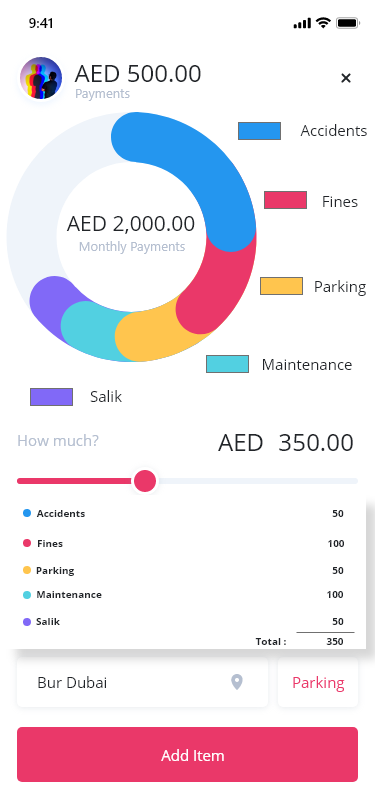 9:41
AED 500.00
Payments
Accidents
Fines
AED 2,000.00
Monthly Payments
Parking
Maintenance
Salik
How much? AED 350.00
Accidents 50
Fines 100
Parking 50
Maintenance 100
Salik 50
Total : 350
Bur Dubai Parking
Add Item